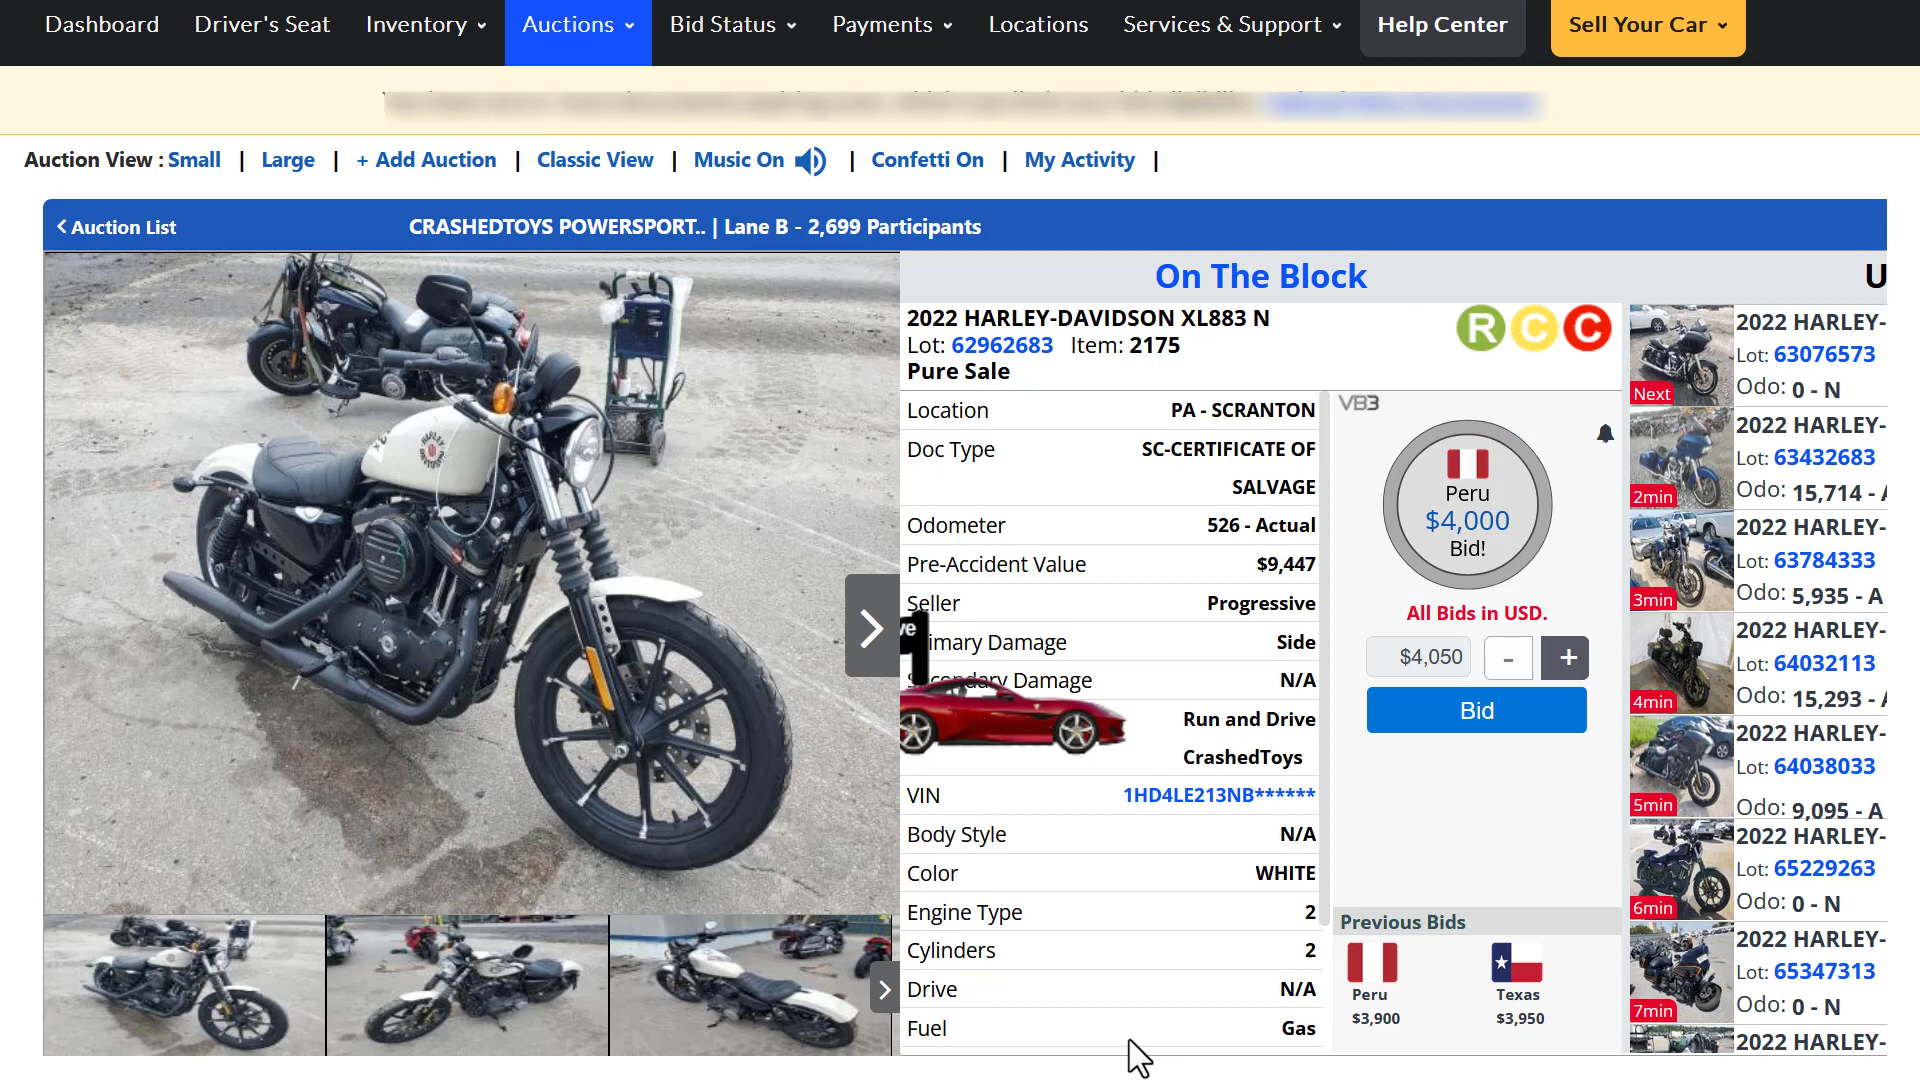 Dashboard Driver's Seat Inventory Auctions Bid Status Payments Locations Services & Support Help Center Sell Your Car
Auction View : Small | Large | + Add Auction | Classic View | Music On | Confetti On | My Activity |
Auction List
CRASHEDTOYS POWERSPORT.. | Lane B - 2,699 Participants
On The Block
U
2022 HARLEY-DAVIDSON XL883 N
Lot: 62962683 Item: 2175
Pure Sale
R C C
Location PA - SCRANTON
Doc Type SC-CERTIFICATE OF
SALVAGE
Odometer 526 - Actual
Pre-Accident Value $9,447
Seller Progressive
imary Damage Side
Secondary Damage N/A
Run and Drive
CrashedToys
VIN 1HD4LE213NB******
Body Style N/A
Color WHITE
Engine Type 2
Cylinders 2
Drive N/A
Fuel Gas
VB3
Peru
$4,000
Bid!
All Bids in USD.
$4,050 - +
Bid
Previous Bids
Peru
$3,900
Texas
$3,950
2022 HARLEY-
Lot: 63076573
Odo: 0 - N
Next
2022 HARLEY-
Lot: 63432683
Odo: 15,714 - A
2min
2022 HARLEY-
Lot: 63784333
Odo: 5,935 - A
3min
2022 HARLEY-
Lot: 64032113
Odo: 15,293 - A
4min
2022 HARLEY-
Lot: 64038033
Odo: 9,095 - A
5min
2022 HARLEY-
Lot: 65229263
Odo: 0 - N
6min
2022 HARLEY-
Lot: 65347313
Odo: 0 - N
7min
2022 HARLEY-